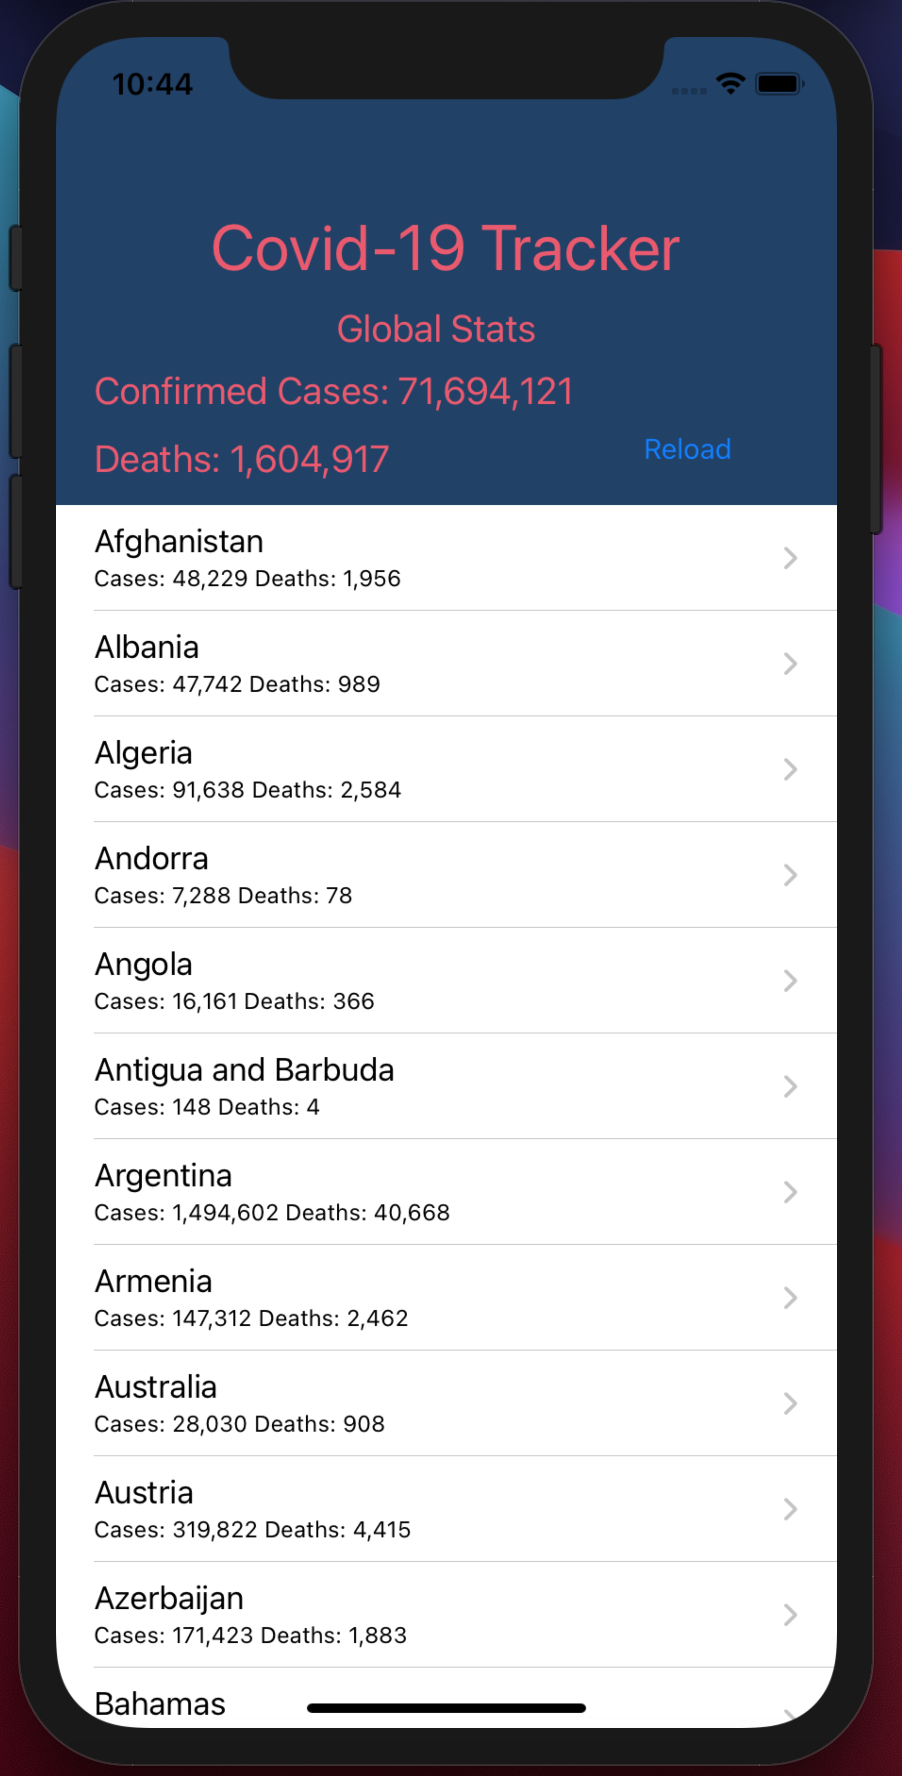 10:44
Covid-19 Tracker
Global Stats
Confirmed Cases: 71,694,121
Deaths: 1,604,917
Reload
Afghanistan
Cases: 48,229 Deaths: 1,956
Albania
Cases: 47,742 Deaths: 989
Algeria
Cases: 91,638 Deaths: 2,584
Andorra
Cases: 7,288 Deaths: 78
Angola
Cases: 16,161 Deaths: 366
Antigua and Barbuda
Cases: 148 Deaths: 4
Argentina
Cases: 1,494,602 Deaths: 40,668
Armenia
Cases: 147,312 Deaths: 2,462
Australia
Cases: 28,030 Deaths: 908
Austria
Cases: 319,822 Deaths: 4,415
Azerbaijan
Cases: 171,423 Deaths: 1,883
Bahamas